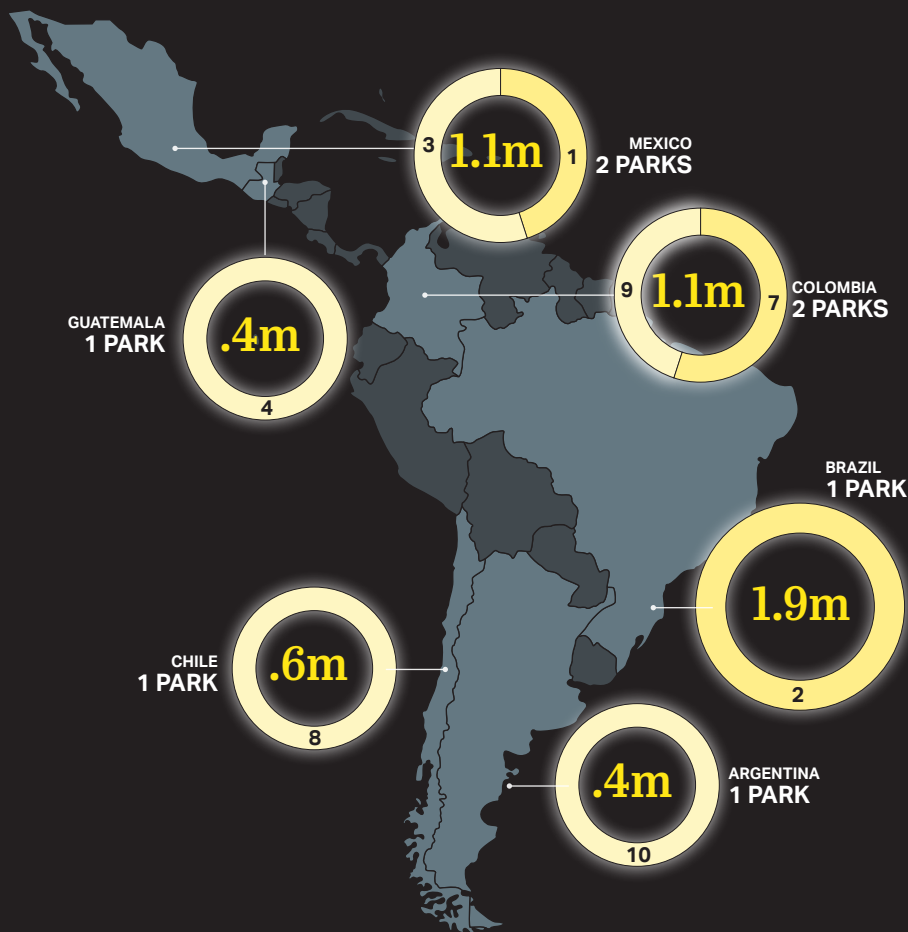 3
1.1m
1
MEXICO
2 PARKS
9
1.1m
7
COLOMBIA
2 PARKS
GUATEMALA
1 PARK
.4m
4
BRAZIL
1 PARK
1.9m
2
CHILE
1 PARK
.6m
8
.4m
10
ARGENTINA
1 PARK